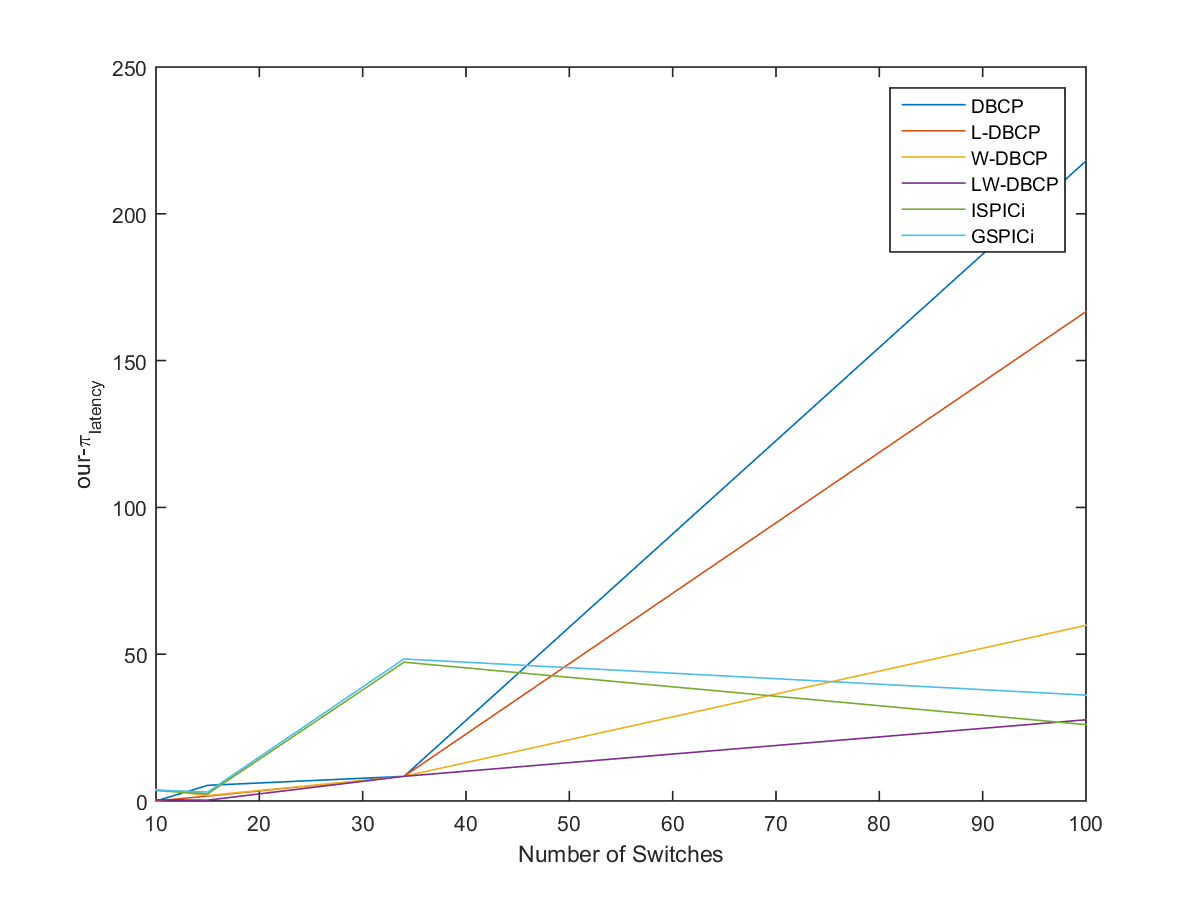 250
200
150
100
50
0
10 20 30 40 50 60 70 80 90 100
Number of Switches
our-πlatency
DBCP
L-DBCP
W-DBCP
LW-DBCP
ISPICi
GSPICi